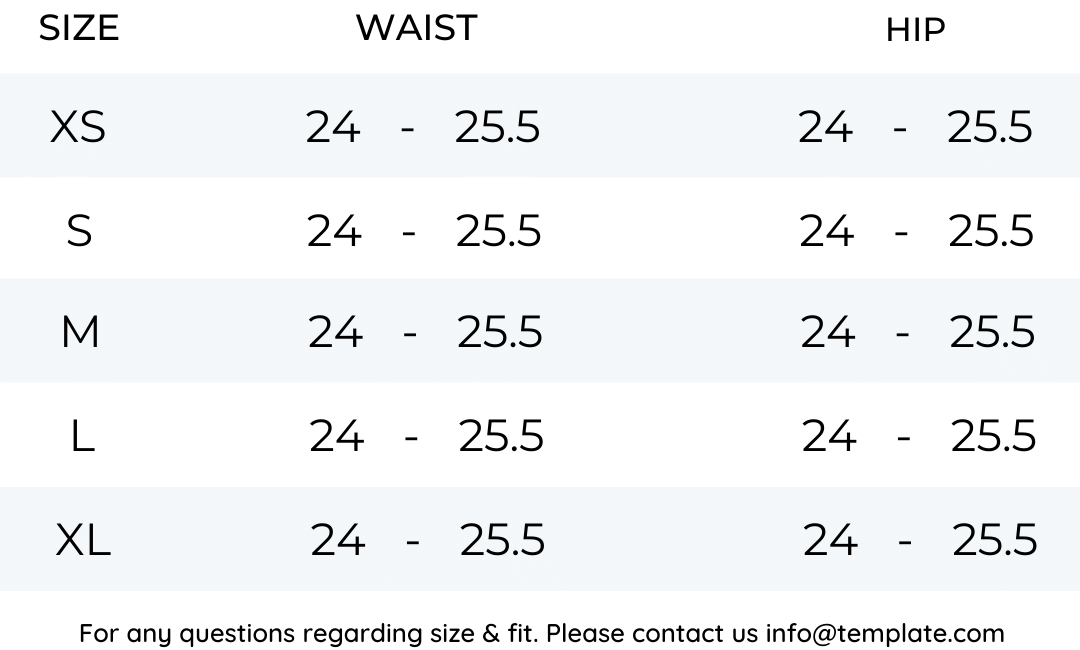 SIZE WAIST HIP
XS 24 - 25.5 24 - 25.5
S 24 - 25.5 24 - 25.5
M 24 - 25.5 24 - 25.5
L 24 - 25.5 24 - 25.5
XL 24 - 25.5 24 - 25.5
For any questions regarding size & fit. Please contact us info@template.com